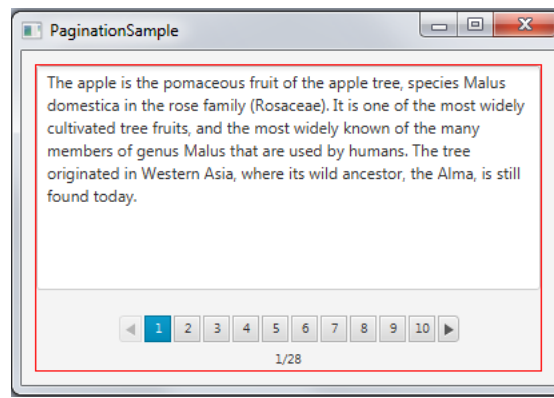 PaginationSample
The apple is the pomaceous fruit of the apple tree, species Malus
domestica in the rose family (Rosaceae). It is one of the most widely
cultivated tree fruits, and the most widely known of the many
members of genus Malus that are used by humans. The tree
originated in Western Asia, where its wild ancestor, the Alma, is still
found today.
1 2 3 4 5 6 7 8 9 10
1/28